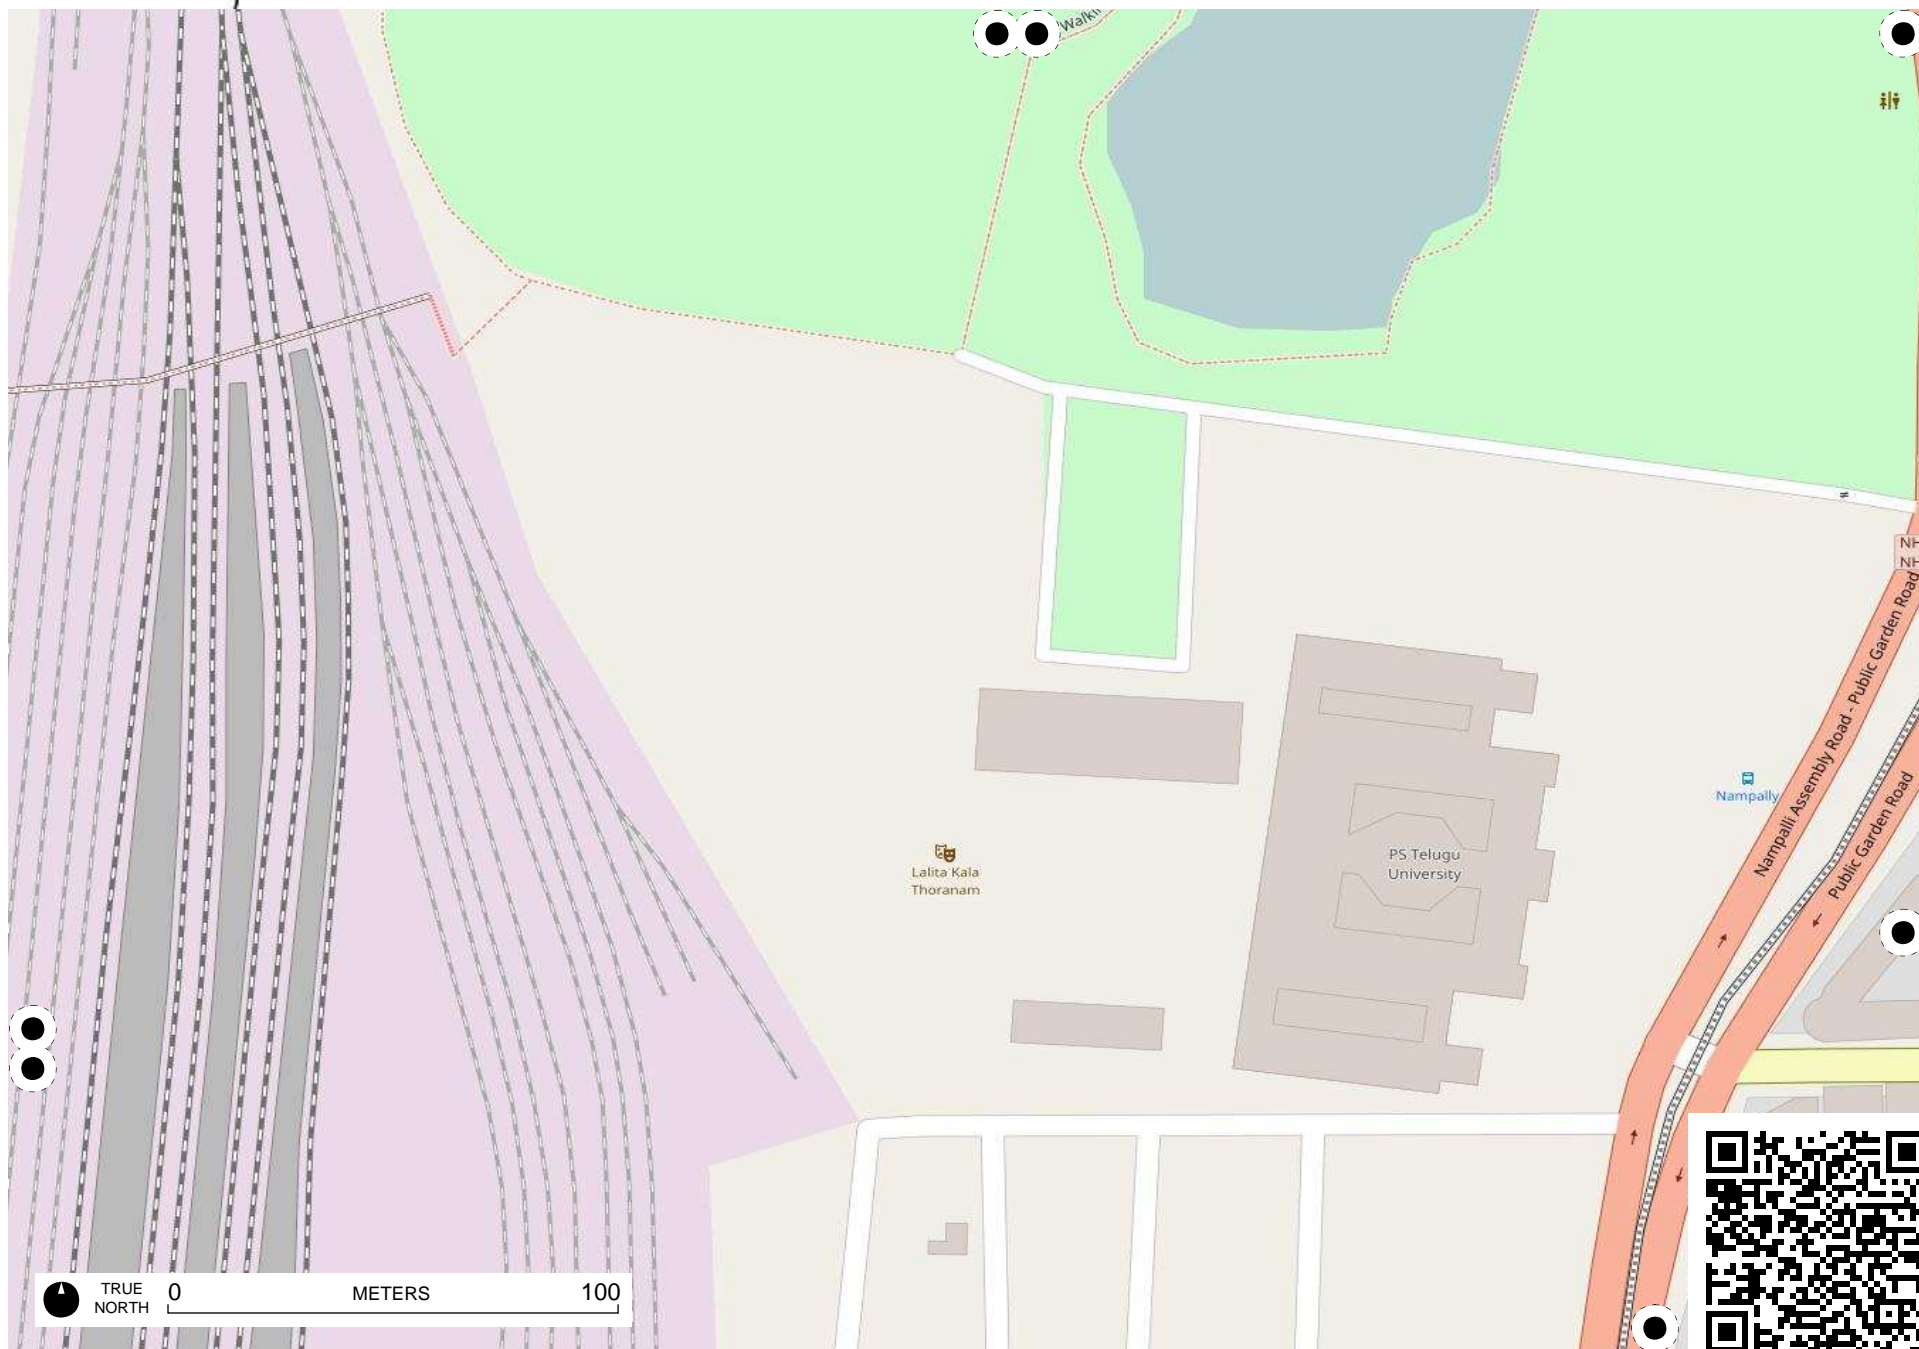 NH
NH
Nampalli Assembly Road - Public Garden Road
Nampally
Public Garden Road
PS Telugu
University
Lalita Kala
Thoranam
TRUE
NORTH
0
METERS
100